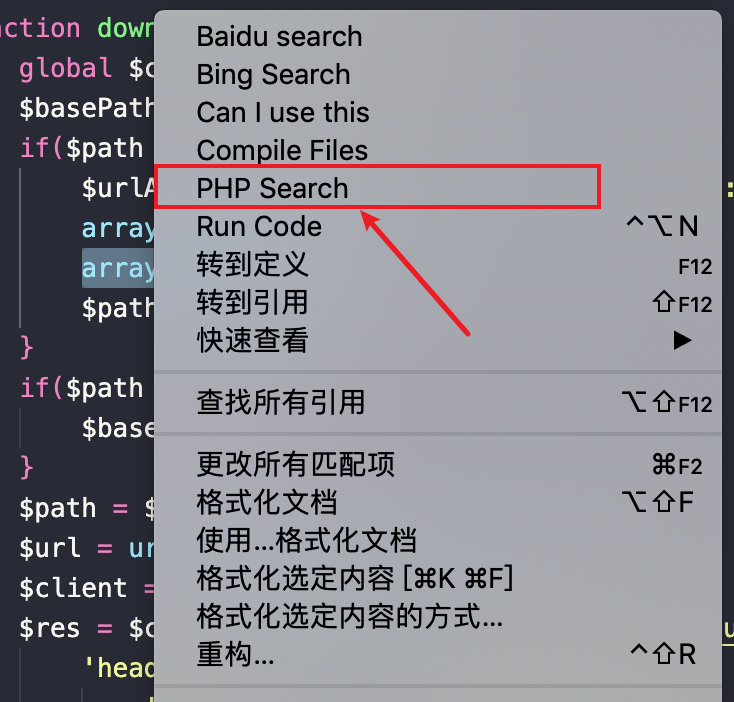 ction down
global $c
$basePath
if($path
$urlA
:
array
array
$path
}
if($path
$base
}
$path = $
$url = ur
$client =
$res = $c
u
'head
Baidu search
Bing Search
Can I use this
Compile Files
PHP Search
Run Code ^⌥N
转到定义 F12
转到引用 ⇧F12
快速查看 ▶
查找所有引用 ⌥⇧F12
更改所有匹配项 ⌘F2
格式化文档 ⌥⇧F
使用...格式化文档
格式化选定内容 [⌘K ⌘F]
格式化选定内容的方式...
重构... ^⇧R